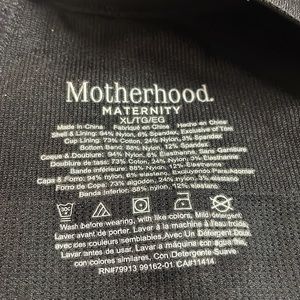 Motherhood.
MATERNITY
XL/TG/EG
Made in China Fabriqué en Chine Hecho en China
Shell & Lining: 94% Nylon, 6% Spandex, Exclusive of Trim
Cup Lining: 73% Cotton, 24% Nylon, 3% Spandex
Bottom Band: 88% Nylon, 12% Spandex
Coque & Doublure: 94% Nylon, 6% Elasthanne, Sans Garniture
Doublure de tasse: 73% Coton, 24% Nylon, 3% élasthanne
Bande inférieure: 88% nylon, 12% élasthanne
Capa & Forro: 94% nylon, 6% elastano, excluyendo Adornos
Forro de Copa: 73% algodón, 24% nylon, 3% elastano
Banda inferior: 88% nylon, 12% elastano
Wash before wearing, with like colors, Mild detergent.
Laver avant de porter. Laver à la machine à l'eau froide
avec des couleurs similaires. Avec Un Détergent Doux
Lavar antes de usar. Lavar a máquina con agua fría
con colores similares, Con Detergente Suave
RN#79913 99162-01 CA#11414